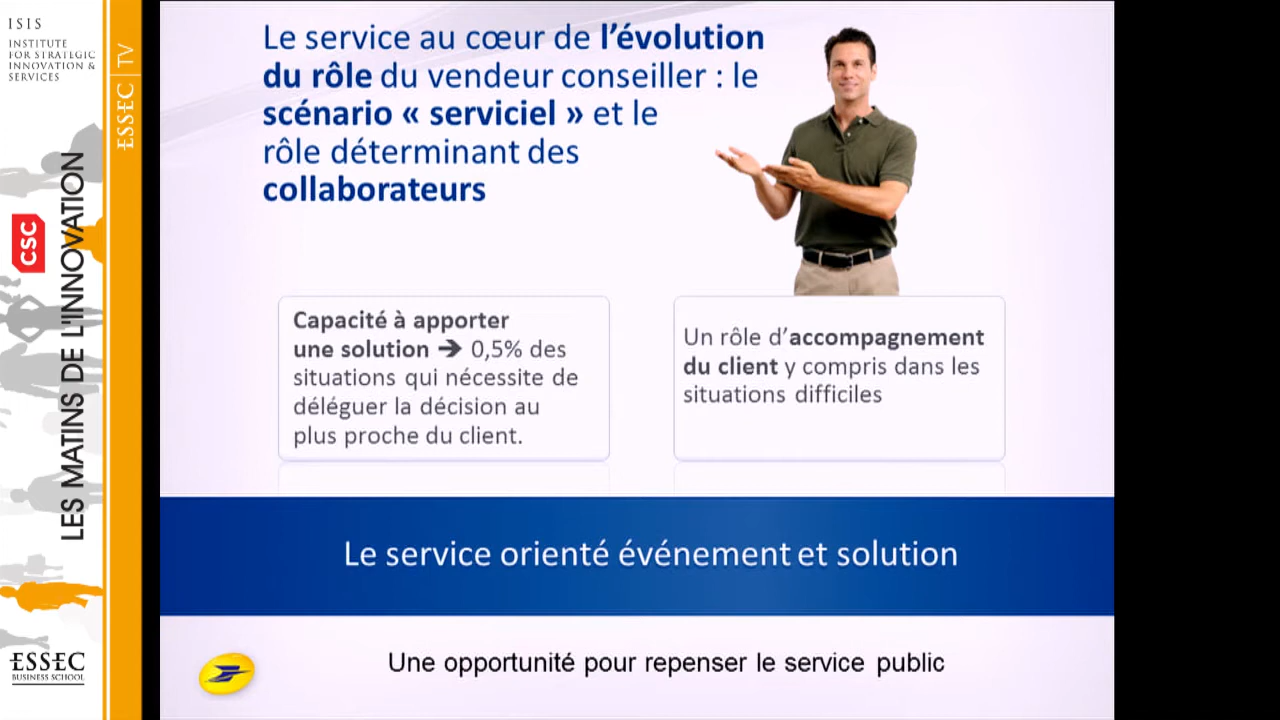 ISIS
INSTITUTE
FOR STRATEGIC
INNOVATION &
SERVICES
ESSEC TV
CSC
LES MATINS DE L'INNOVATION
ESSEC
BUSINESS SCHOOL
Le service au cœur de l’évolution
du rôle du vendeur conseiller : le
scénario « serviciel » et le
rôle déterminant des
collaborateurs
Capacité à apporter
une solution ➔ 0,5% des
situations qui nécessite de
déléguer la décision au
plus proche du client.
Un rôle d’accompagnement
du client y compris dans les
situations difficiles
Le service orienté événement et solution
Une opportunité pour repenser le service public